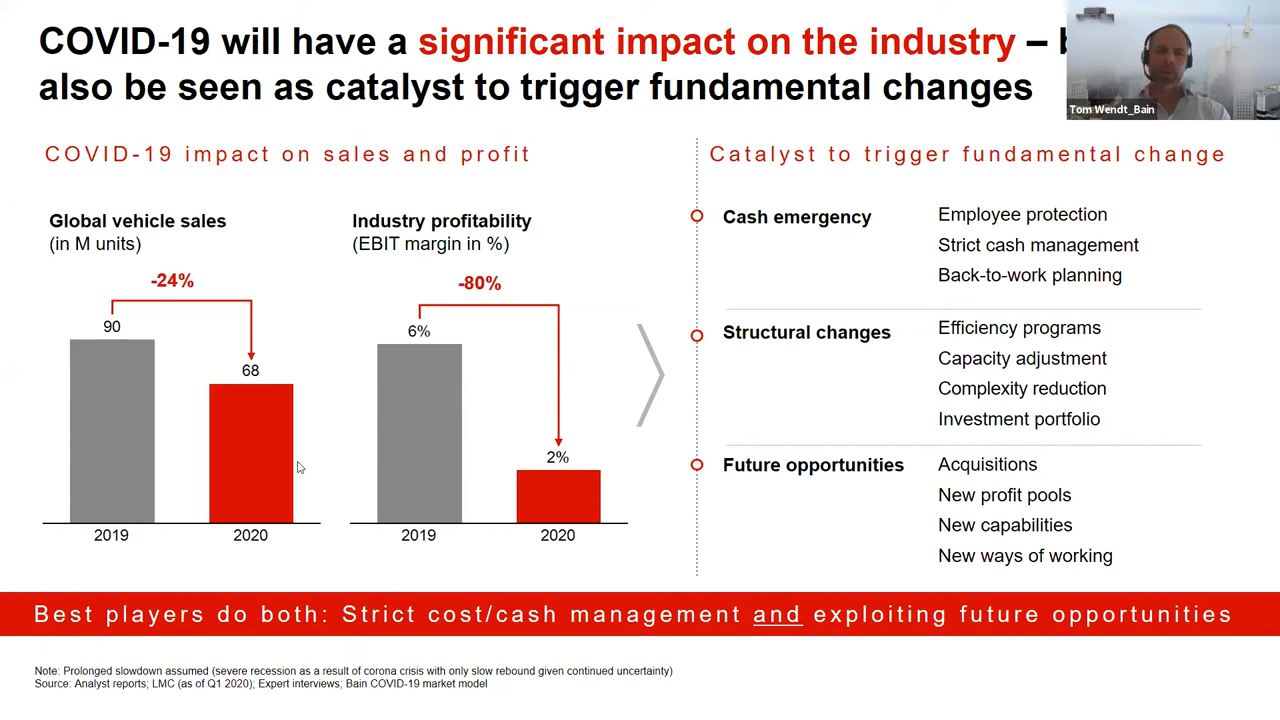 COVID-19 will have a significant impact on the industry –
also be seen as catalyst to trigger fundamental changes
Tom Wendt_Bain
COVID-19 impact on sales and profit
Global vehicle sales
(in M units)
-24%
90
68
2019
2020
Industry profitability
(EBIT margin in %)
-80%
6%
2%
2019
2020
Catalyst to trigger fundamental change
Cash emergency
Employee protection
Strict cash management
Back-to-work planning
Structural changes
Efficiency programs
Capacity adjustment
Complexity reduction
Investment portfolio
Future opportunities
Acquisitions
New profit pools
New capabilities
New ways of working
Best players do both: Strict cost/cash management and exploiting future opportunities
Note: Prolonged slowdown assumed (severe recession as a result of corona crisis with only slow rebound given continued uncertainty)
Source: Analyst reports; LMC (as of Q1 2020); Expert interviews; Bain COVID-19 market model